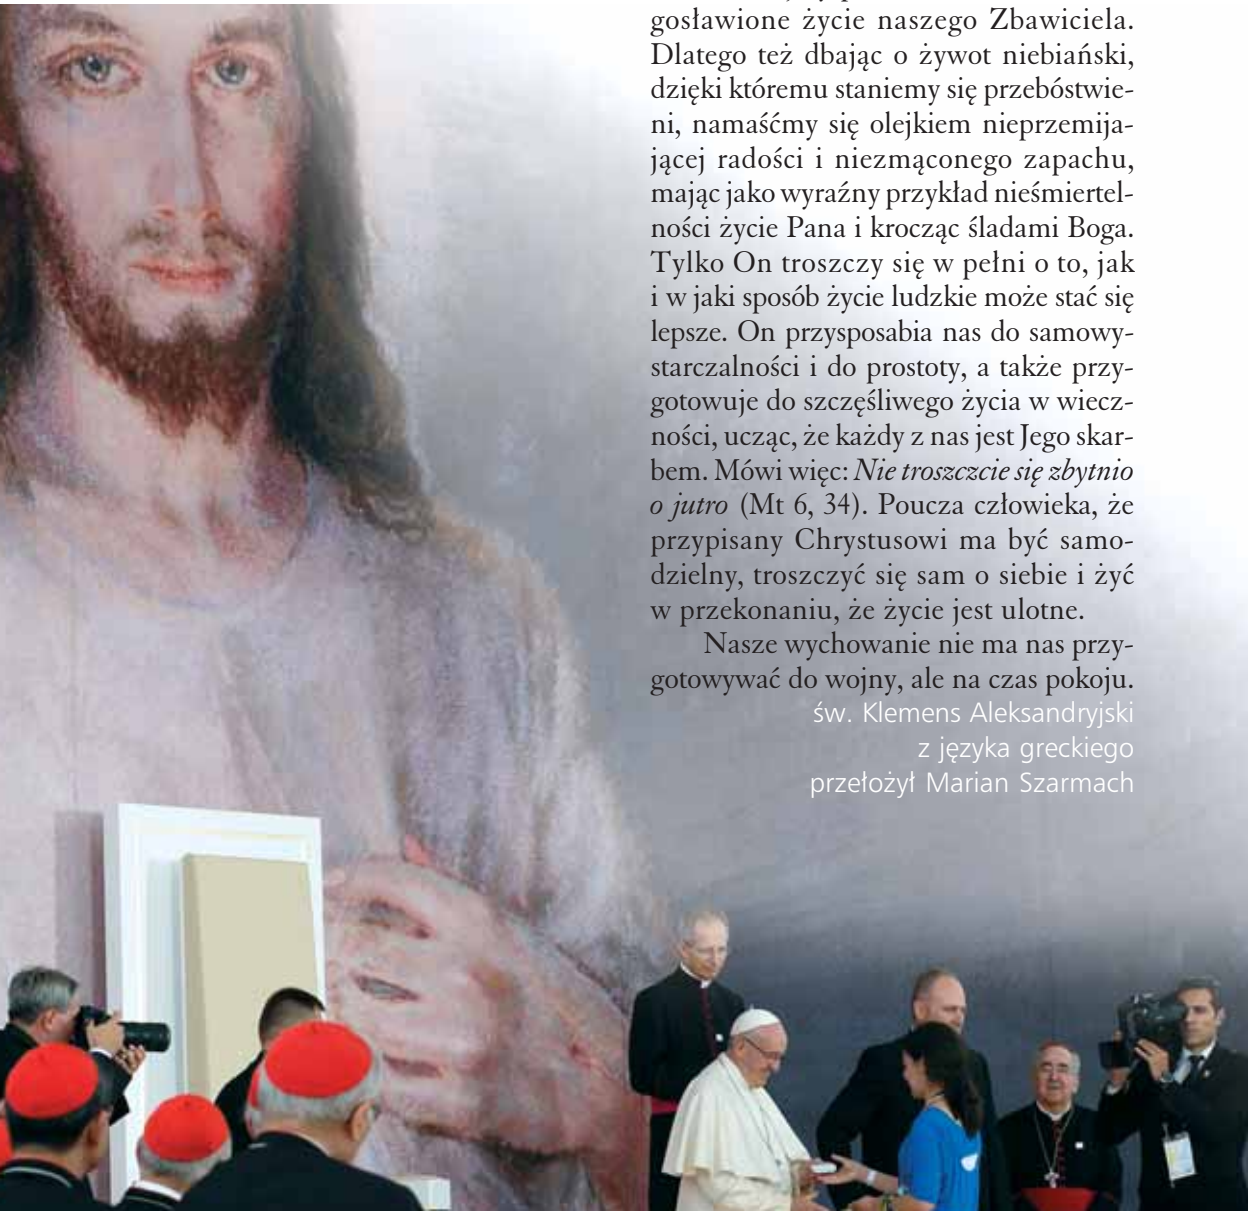 gosławione życie naszego Zbawiciela.
Dlatego też dbając o żywot niebiański,
dzięki któremu staniemy się przebóstwie-
ni, namaśćmy się olejkiem nieprzemija-
jącej radości i niezmąconego zapachu,
mając jako wyraźny przykład nieśmiertel-
ności życie Pana i krocząc śladami Boga.
Tylko On troszczy się w pełni o to, jak
i w jaki sposób życie ludzkie może stać się
lepsze. On przysposabia nas do samowy-
starczalności i do prostoty, a także przy-
gotowuje do szczęśliwego życia w wiecz-
ności, ucząc, że każdy z nas jest Jego skar-
bem. Mówi więc: Nie troszczcie się zbytnio
o jutro (Mt 6, 34). Poucza człowieka, że
przypisany Chrystusowi ma być samo-
dzielny, troszczyć się sam o siebie i żyć
w przekonaniu, że życie jest ulotne.
Nasze wychowanie nie ma nas przy-
gotowywać do wojny, ale na czas pokoju.
św. Klemens Aleksandryjski
z języka greckiego
przełożył Marian Szarmach